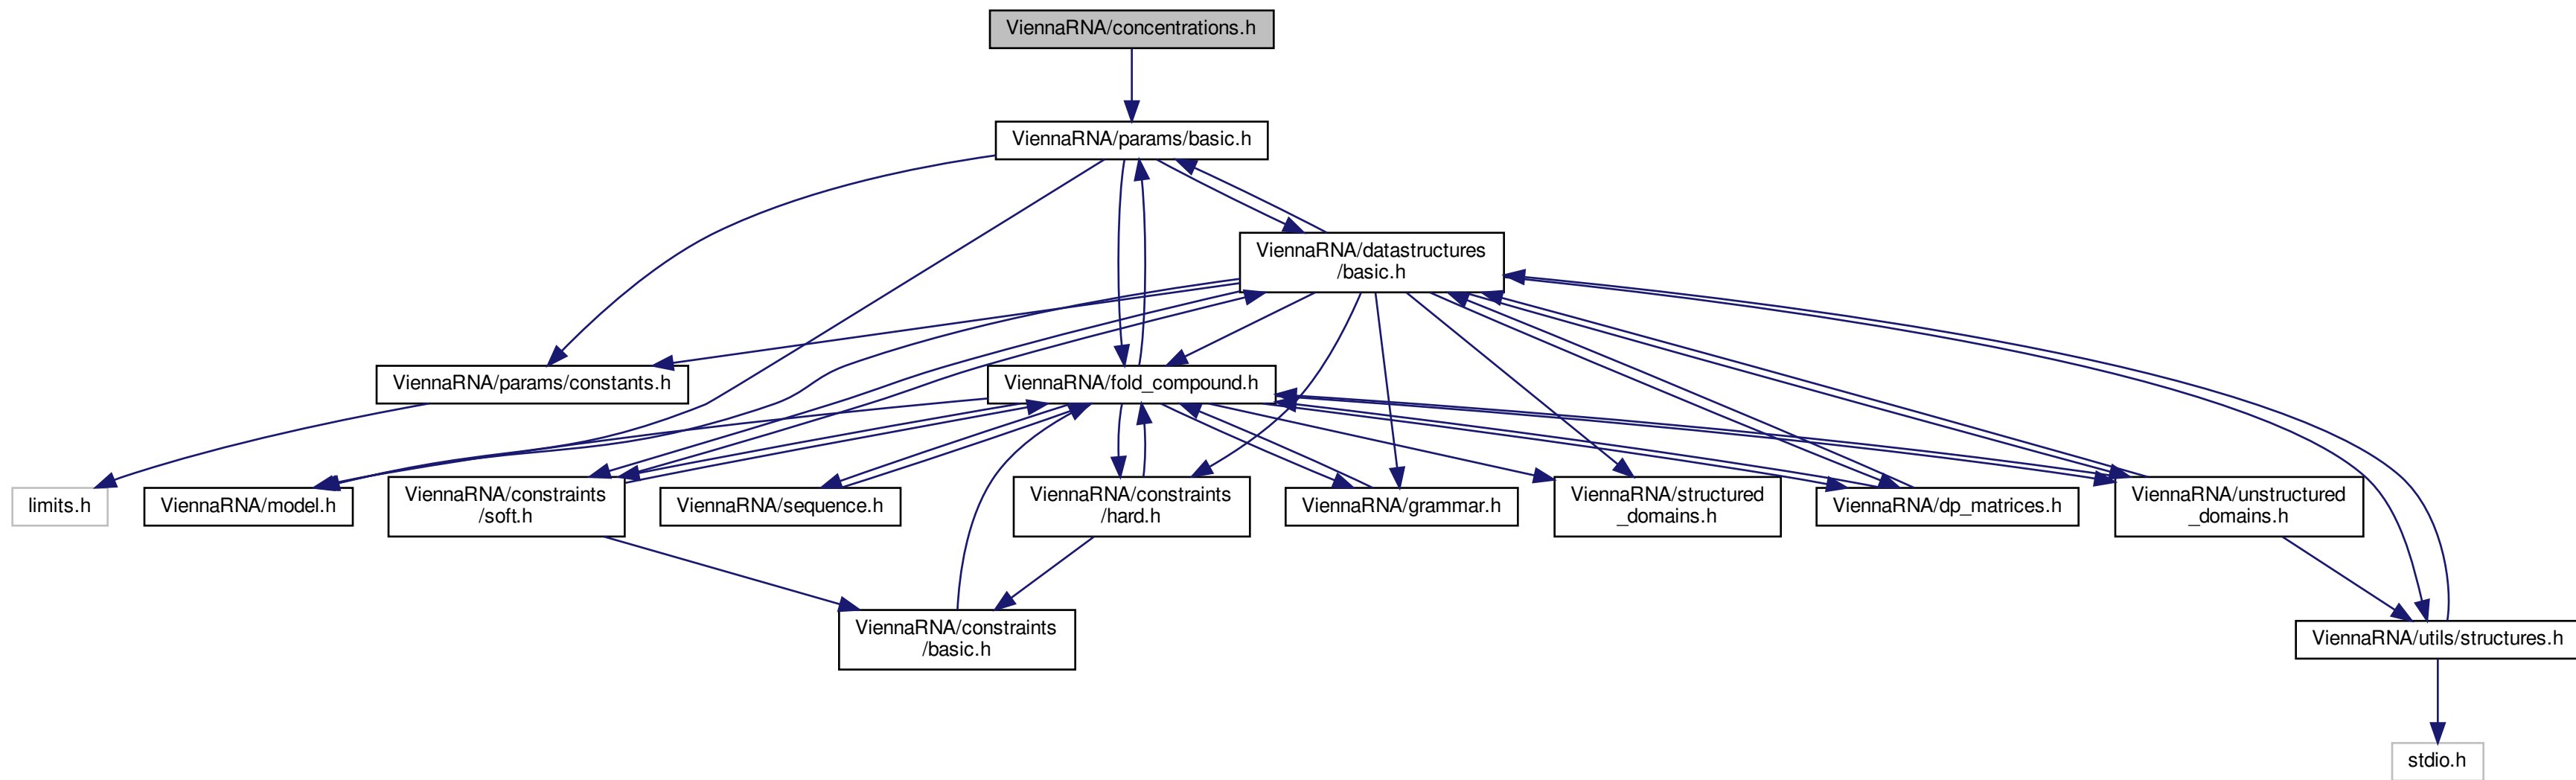 ViennaRNA/concentrations.h
ViennaRNA/params/basic.h
ViennaRNA/datastructures
/basic.h
ViennaRNA/params/constants.h
ViennaRNA/fold_compound.h
limits.h
ViennaRNA/model.h
ViennaRNA/constraints
/soft.h
ViennaRNA/sequence.h
ViennaRNA/constraints
/hard.h
ViennaRNA/grammar.h
ViennaRNA/structured
_domains.h
ViennaRNA/dp_matrices.h
ViennaRNA/unstructured
_domains.h
ViennaRNA/constraints
/basic.h
ViennaRNA/utils/structures.h
stdio.h